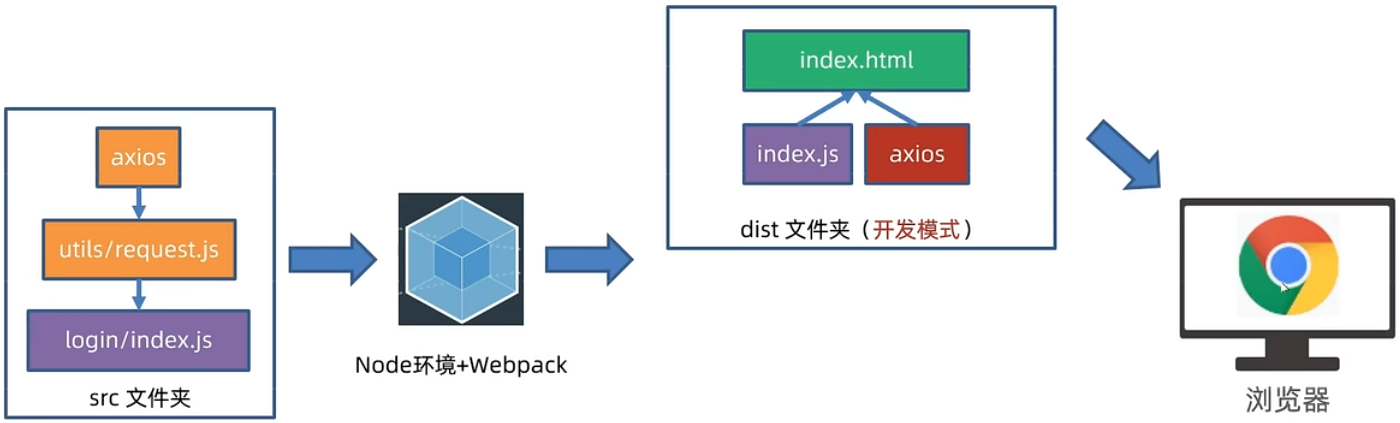 axios
utils/request.js
login/index.js
src 文件夹
Node环境+Webpack
index.html
index.js
axios
dist 文件夹（开发模式）
浏览器